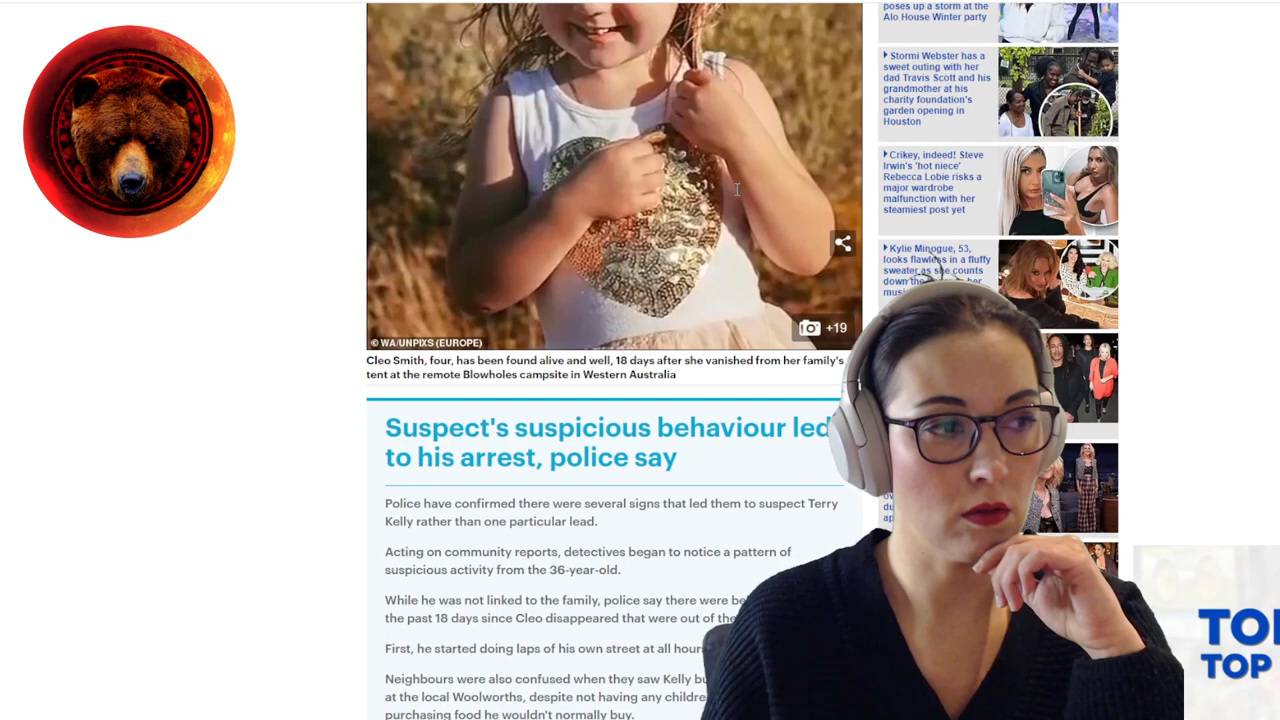 poses up a storm at the
Alo House Winter party
Stormi Webster has a
sweet outing with her
dad Travis Scott and his
grandmother at his
charity foundation's
garden opening in
Houston
Crikey, indeed! Steve
Irwin's 'hot niece'
Rebecca Lobie risks a
major wardrobe
malfunction with her
steamiest post yet
Kylie Minogue, 53,
looks flawless in a fluffy
sweater as she counts
down the her
+19
© WA/UNPIXS (EUROPE)
Cleo Smith, four, has been found alive and well, 18 days after she vanished from her family's
tent at the remote Blowholes campsite in Western Australia
Suspect's suspicious behaviour led
to his arrest, police say
Police have confirmed there were several signs that led them to suspect Terry
Kelly rather than one particular lead.
Acting on community reports, detectives began to notice a pattern of
suspicious activity from the 36-year-old.
While he was not linked to the family, police say there were
the past 18 days since Cleo disappeared that were out of the
First, he started doing laps of his own street at all
Neighbours were also confused when they saw Kelly
at the local Woolworths, despite not having any
purchasing food he wouldn't normally buy.
TOP